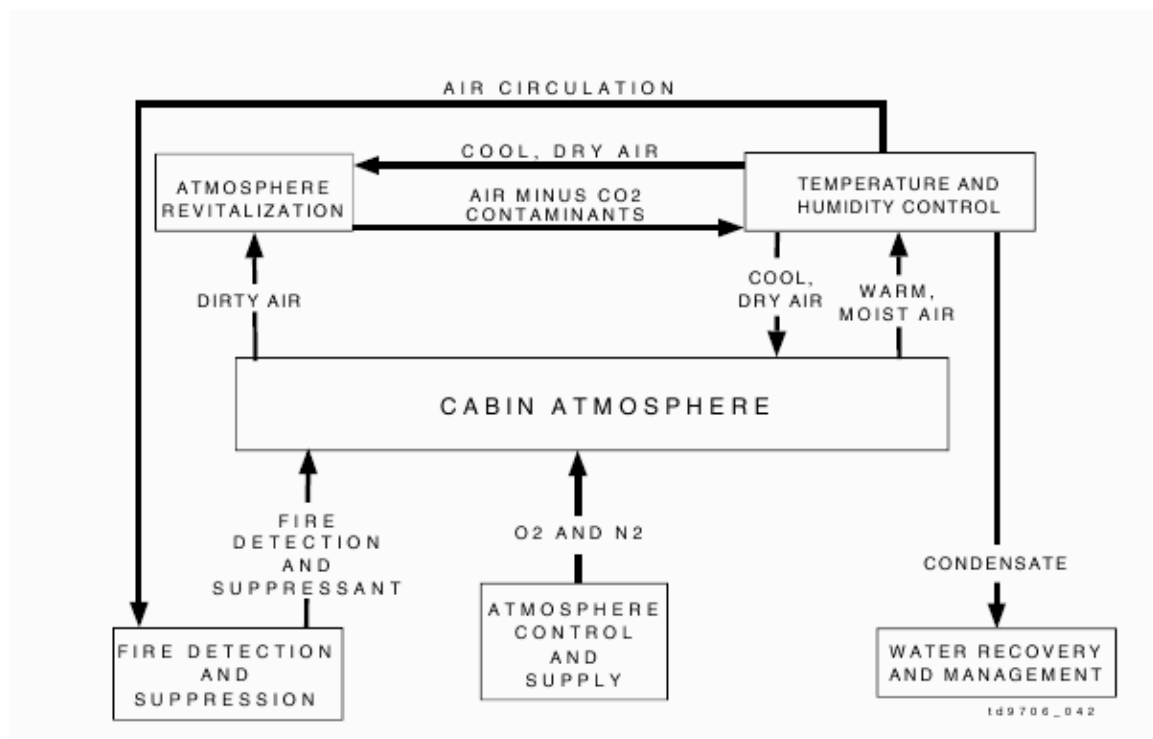 AIR CIRCULATION
COOL, DRY AIR
ATMOSPHERE
REVITALIZATION
AIR MINUS CO2
CONTAMINANTS
TEMPERATURE AND
HUMIDITY CONTROL
DIRTY AIR
COOL,
DRY AIR
WARM,
MOIST AIR
CABIN ATMOSPHERE
FIRE
DETECTION
AND
SUPPRESSANT
O2 AND N2
CONDENSATE
FIRE DETECTION
AND
SUPPRESSION
ATMOSPHERE
CONTROL
AND
SUPPLY
WATER RECOVERY
AND MANAGEMENT
td9706_042